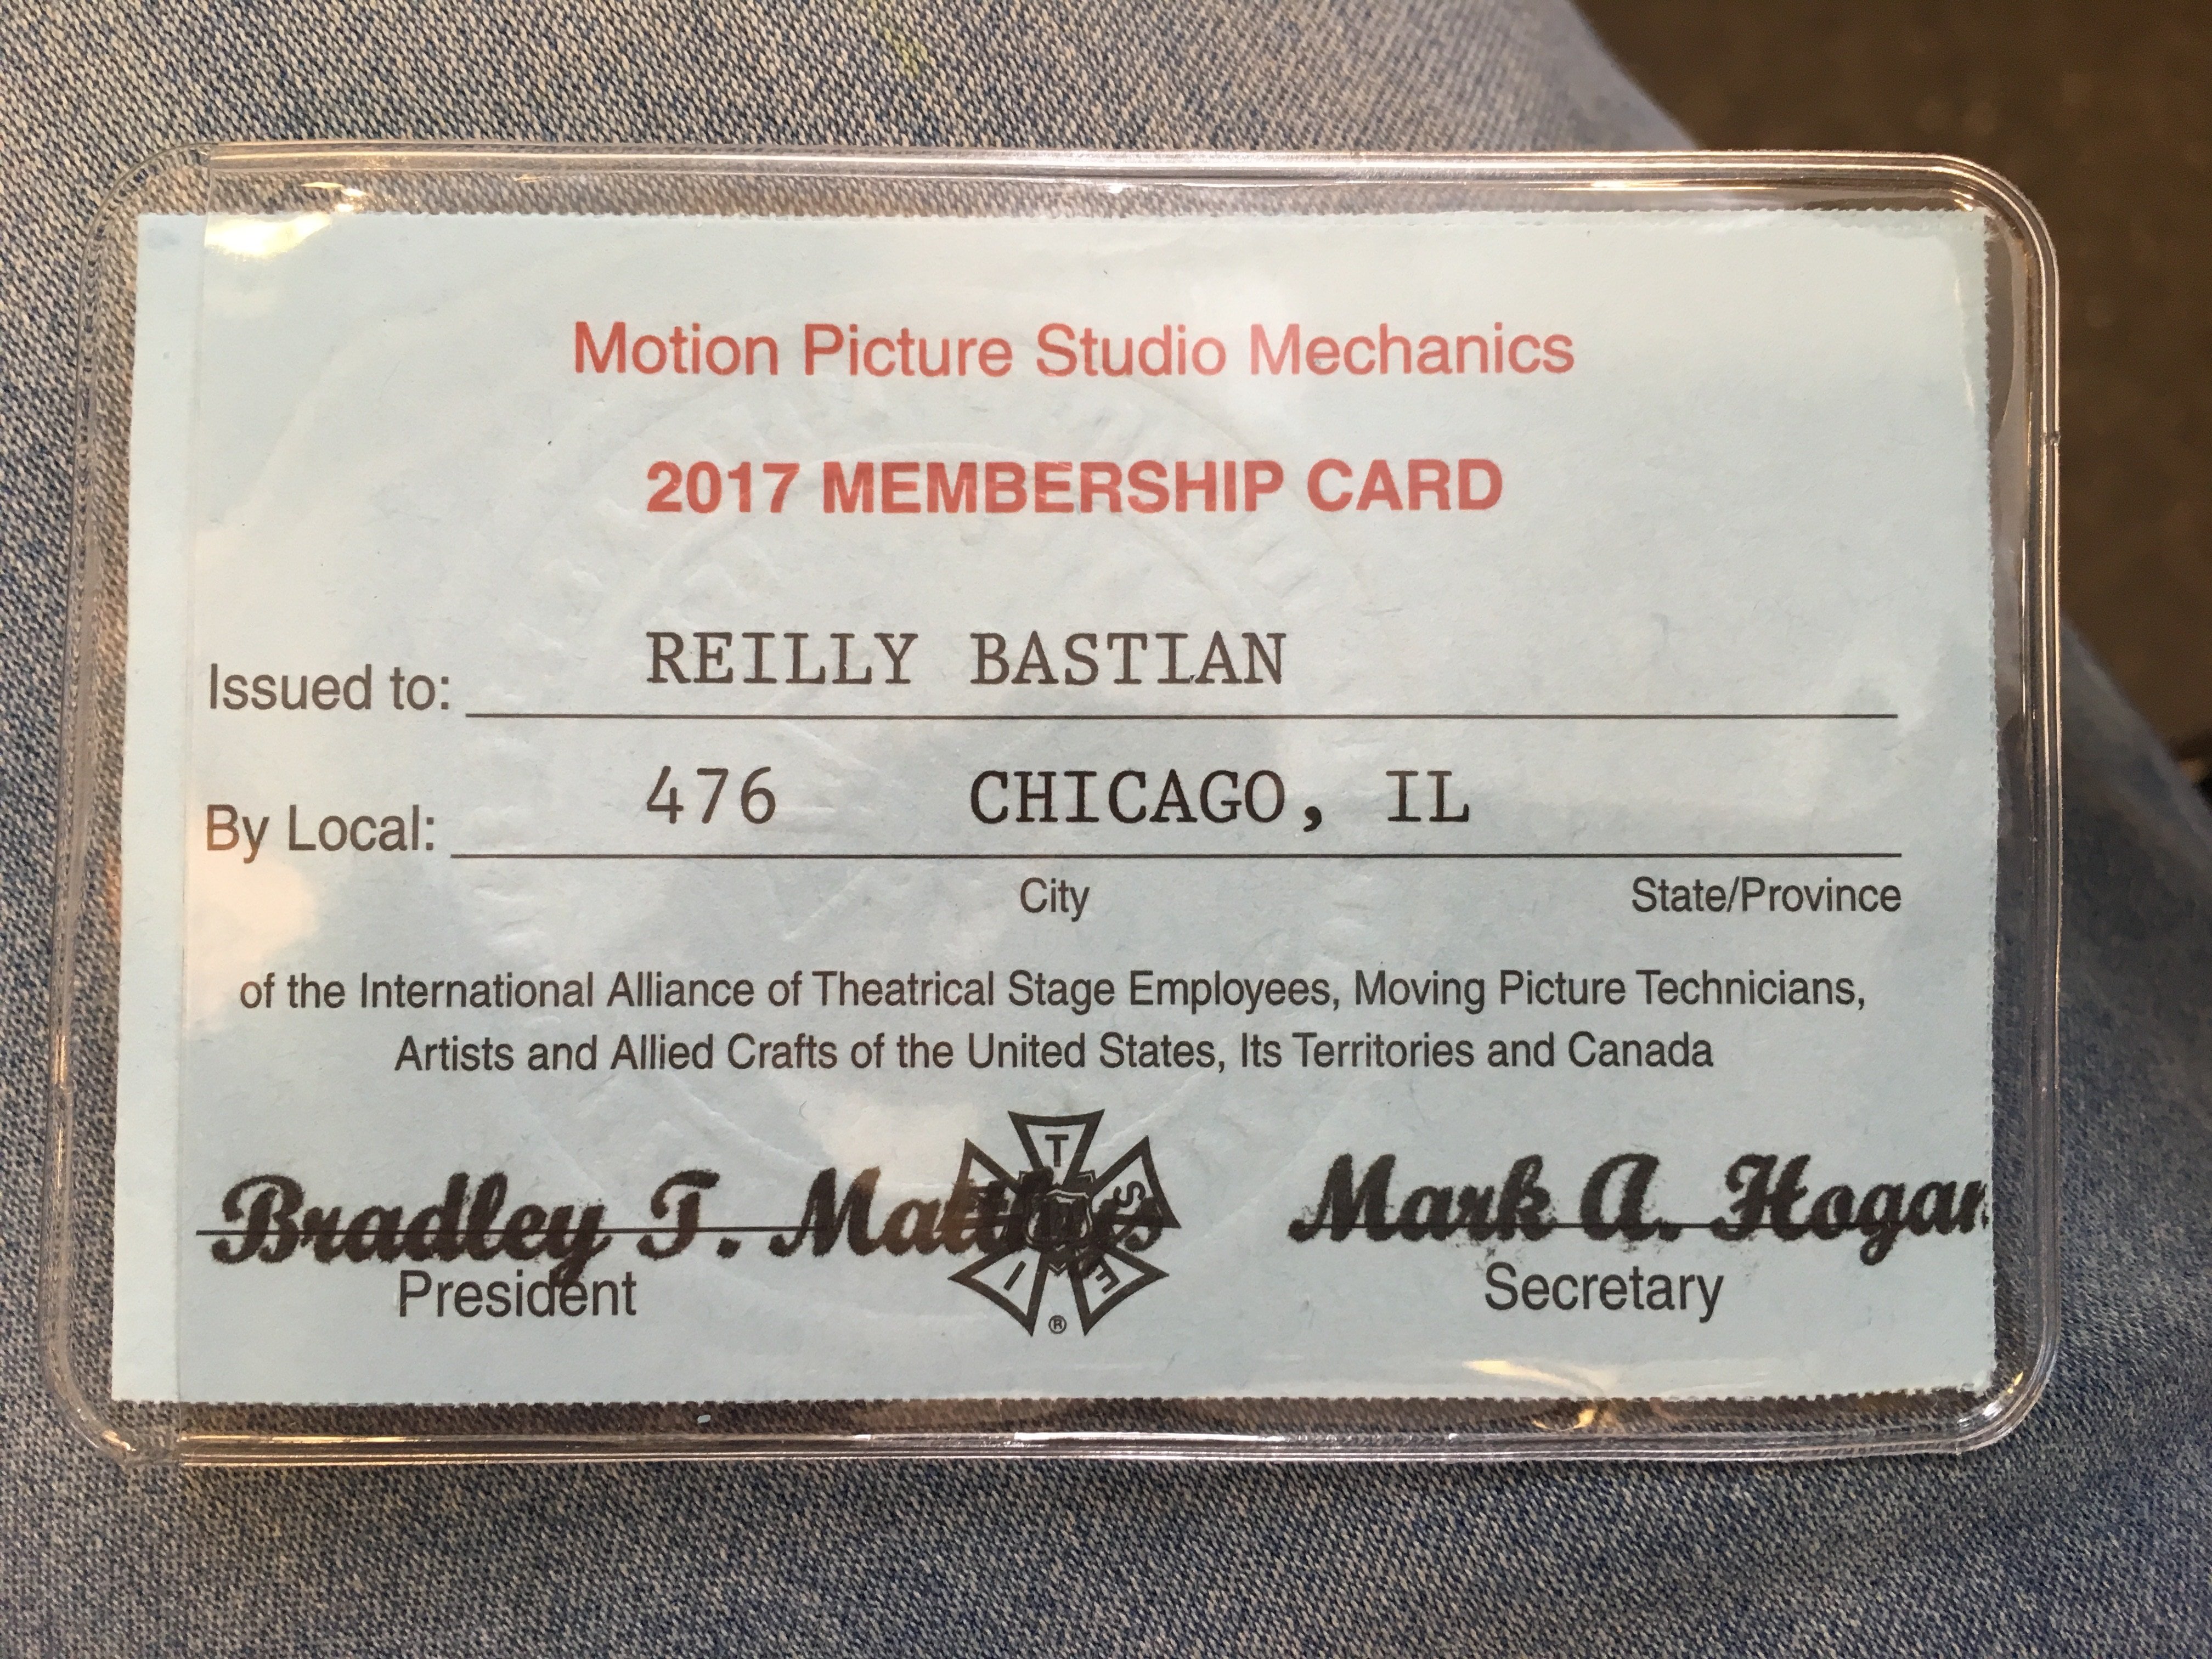 Motion Picture Studio Mechanics
2017 MEMBERSHIP CARD
Issued to: REILLY BASTIAN
By Local: 476 CHICAGO, IL
City State/Province
of the International Alliance of Theatrical Stage Employees, Moving Picture Technicians,
Artists and Allied Crafts of the United States, Its Territories and Canada
Bradley T. Mark A. Hogan
President Secretary
I T S E ®